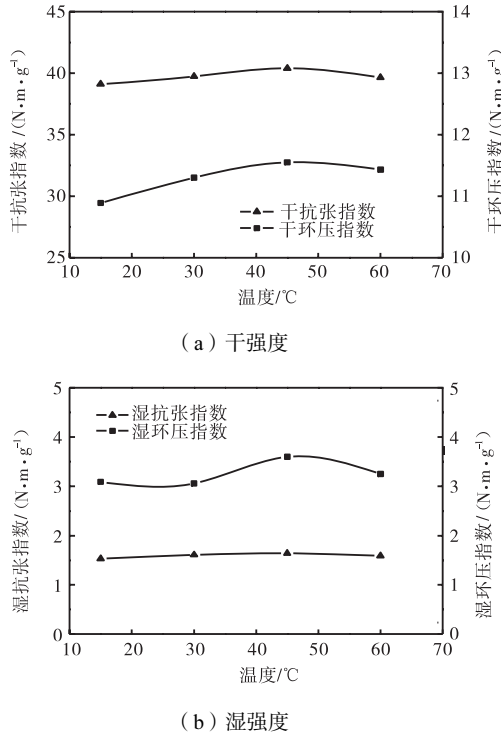 45
40
35
30
25
干抗张指数/(N•m•g⁻¹)
14
13
12
11
10
干环压指数/(N•m•g⁻¹)
干抗张指数
干环压指数
10 20 30 40 50 60 70
温度/℃
(a)干强度
5
4
3
2
1
0
湿抗张指数/(N•m•g⁻¹)
5
4
3
2
1
0
湿环压指数/(N•m•g⁻¹)
湿抗张指数
湿环压指数
10 20 30 40 50 60 70
温度/℃
(b)湿强度